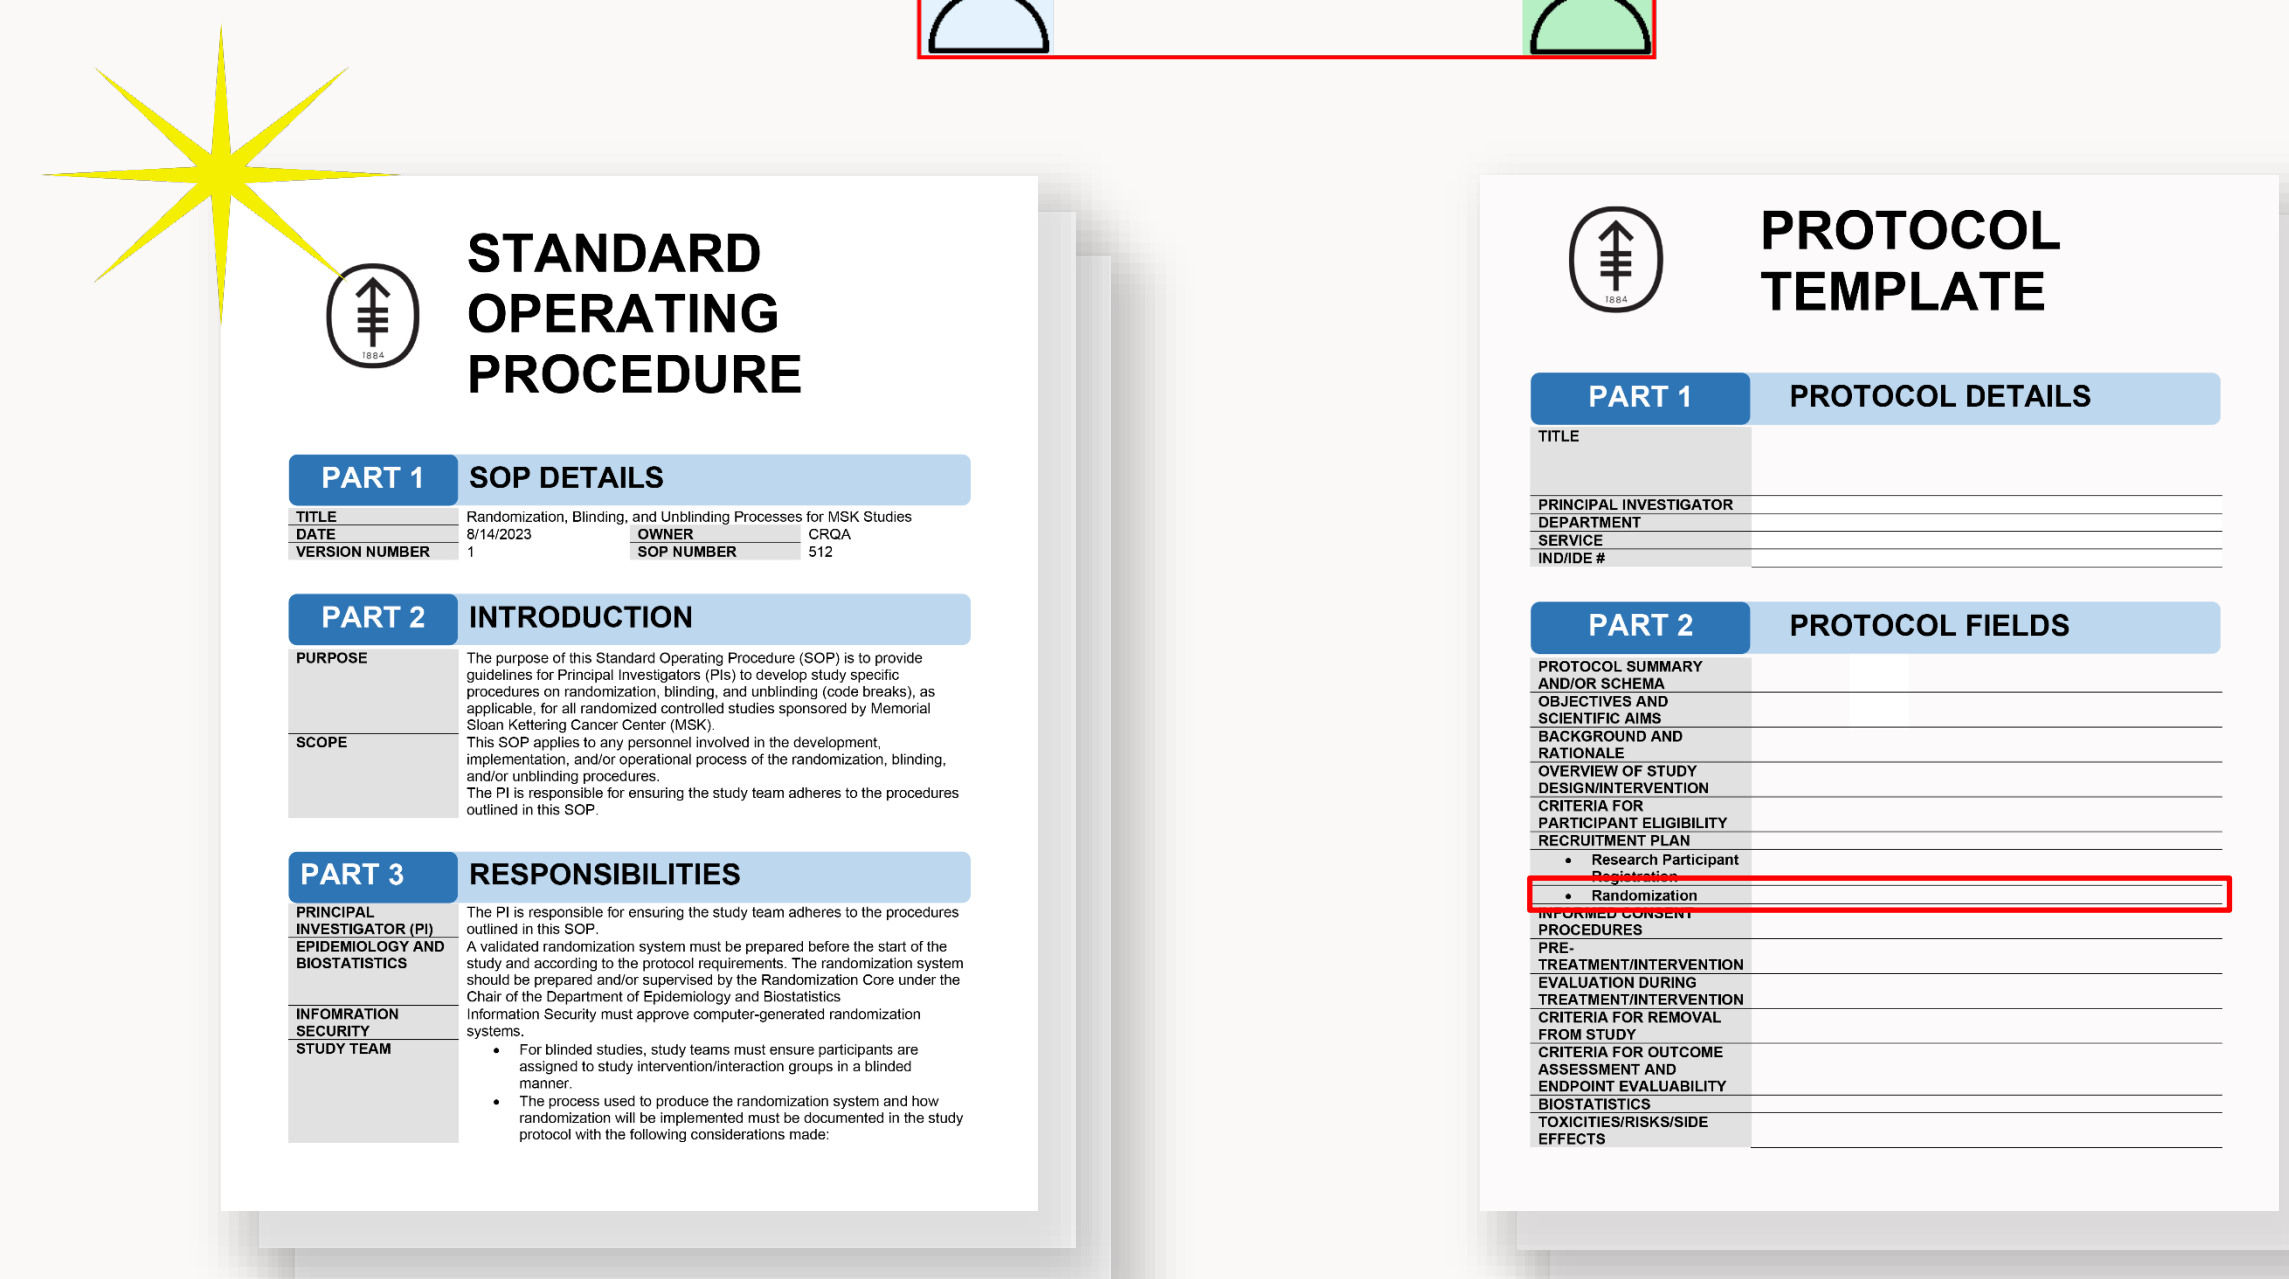 STANDARD
OPERATING
PROCEDURE
1884
PART 1 SOP DETAILS
TITLE Randomization, Blinding, and Unblinding Processes for MSK Studies
DATE 8/14/2023 OWNER CRQA
VERSION NUMBER 1 SOP NUMBER 512
PART 2 INTRODUCTION
PURPOSE The purpose of this Standard Operating Procedure (SOP) is to provide
guidelines for Principal Investigators (PIs) to develop study specific
procedures on randomization, blinding, and unblinding (code breaks), as
applicable, for all randomized controlled studies sponsored by Memorial
Sloan Kettering Cancer Center (MSK).
SCOPE This SOP applies to any personnel involved in the development,
implementation, and/or operational process of the randomization, blinding,
and/or unblinding procedures.
The PI is responsible for ensuring the study team adheres to the procedures
outlined in this SOP.
PART 3 RESPONSIBILITIES
PRINCIPAL The PI is responsible for ensuring the study team adheres to the procedures
INVESTIGATOR (PI) outlined in this SOP.
EPIDEMIOLOGY AND A validated randomization system must be prepared before the start of the
BIOSTATISTICS study and according to the protocol requirements. The randomization system
should be prepared and/or supervised by the Randomization Core under the
Chair of the Department of Epidemiology and Biostatistics
INFOMRATION Information Security must approve computer-generated randomization
SECURITY systems.
STUDY TEAM • For blinded studies, study teams must ensure participants are
assigned to study intervention/interaction groups in a blinded
manner.
• The process used to produce the randomization system and how
randomization will be implemented must be documented in the study
protocol with the following considerations made:
PROTOCOL
TEMPLATE
1884
PART 1 PROTOCOL DETAILS
TITLE
PRINCIPAL INVESTIGATOR
DEPARTMENT
SERVICE
IND/IDE #
PART 2 PROTOCOL FIELDS
PROTOCOL SUMMARY
AND/OR SCHEMA
OBJECTIVES AND
SCIENTIFIC AIMS
BACKGROUND AND
RATIONALE
OVERVIEW OF STUDY
DESIGN/INTERVENTION
CRITERIA FOR
PARTICIPANT ELIGIBILITY
RECRUITMENT PLAN
• Research Participant
Registration
• Randomization
INFORMED CONSENT
PROCEDURES
PRE-
TREATMENT/INTERVENTION
EVALUATION DURING
TREATMENT/INTERVENTION
CRITERIA FOR REMOVAL
FROM STUDY
CRITERIA FOR OUTCOME
ASSESSMENT AND
ENDPOINT EVALUABILITY
BIOSTATISTICS
TOXICITIES/RISKS/SIDE
EFFECTS